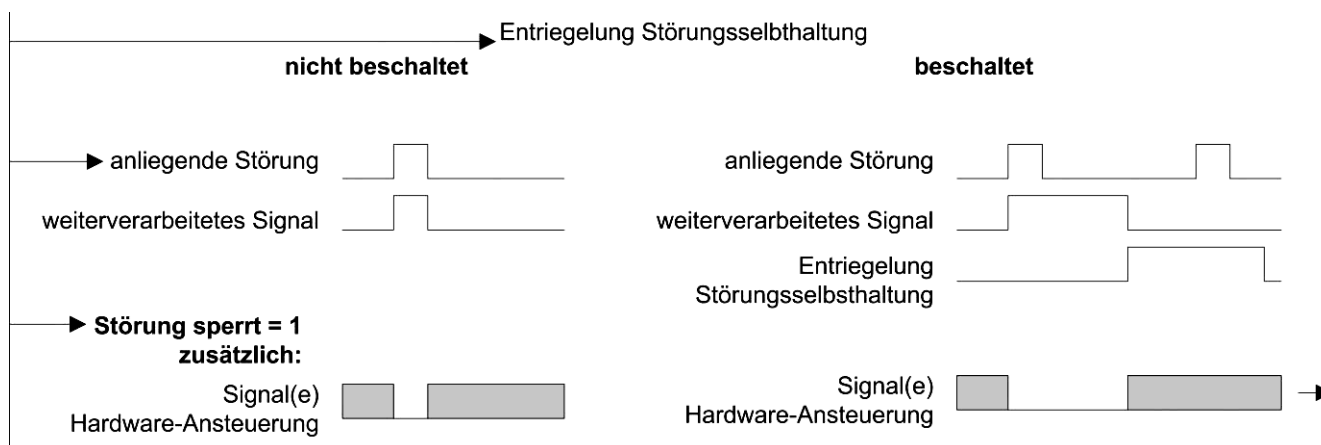 Entriegelung Störungsselbthaltung
nicht beschaltet
beschaltet
anliegende Störung
anliegende Störung
weiterverarbeitetes Signal
weiterverarbeitetes Signal
Entriegelung
Störungsselbsthaltung
Störung sperrt = 1
zusätzlich:
Signal(e)
Hardware-Ansteuerung
Signal(e)
Hardware-Ansteuerung